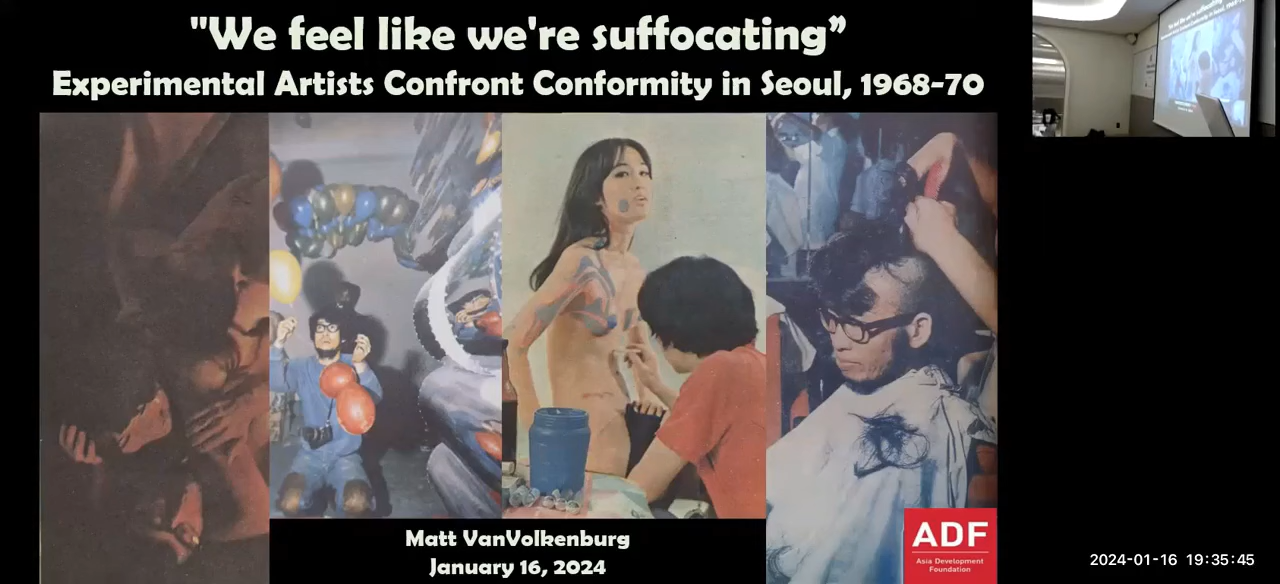 "We feel like we're suffocating”
Experimental Artists Confront Conformity in Seoul, 1968-70
Matt VanVolkenburg
January 16, 2024
ADF
Asia Development
Foundation
2024-01-16 19:35:45